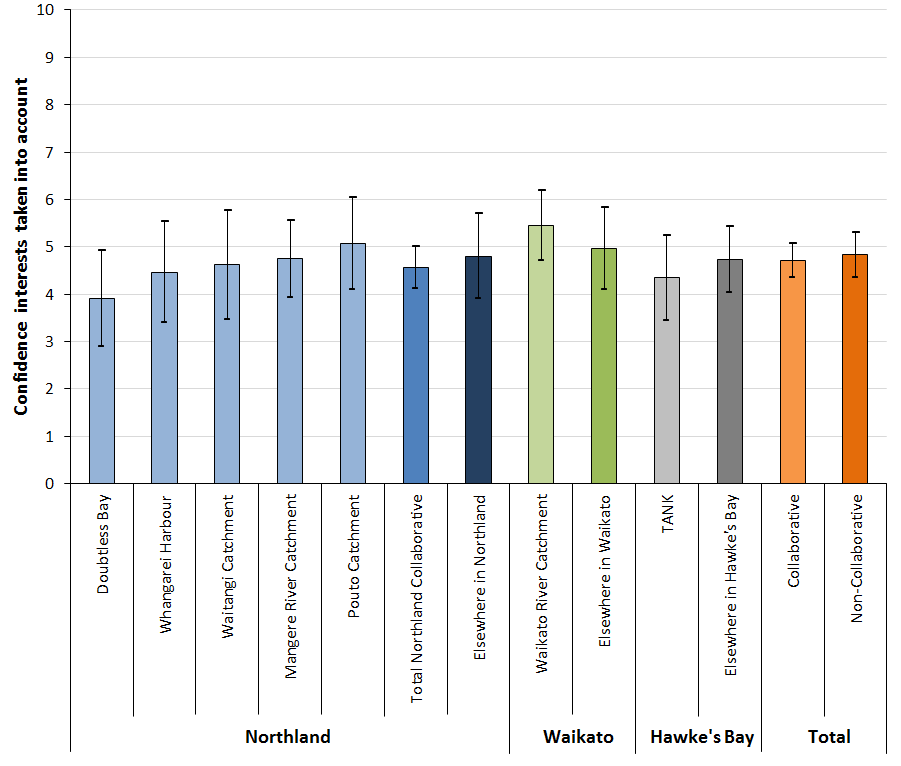 Confidence interests taken into account
10
9
8
7
6
5
4
3
2
1
0
Doubtless Bay
Whangarei Harbour
Waitangi Catchment
Mangere River Catchment
Pouto Catchment
Total Northland Collaborative
Elsewhere in Northland
Waikato River Catchment
Elsewhere in Waikato
TANK
Elsewhere in Hawke's Bay
Collaborative
Non-Collaborative
Northland
Waikato
Hawke's Bay
Total